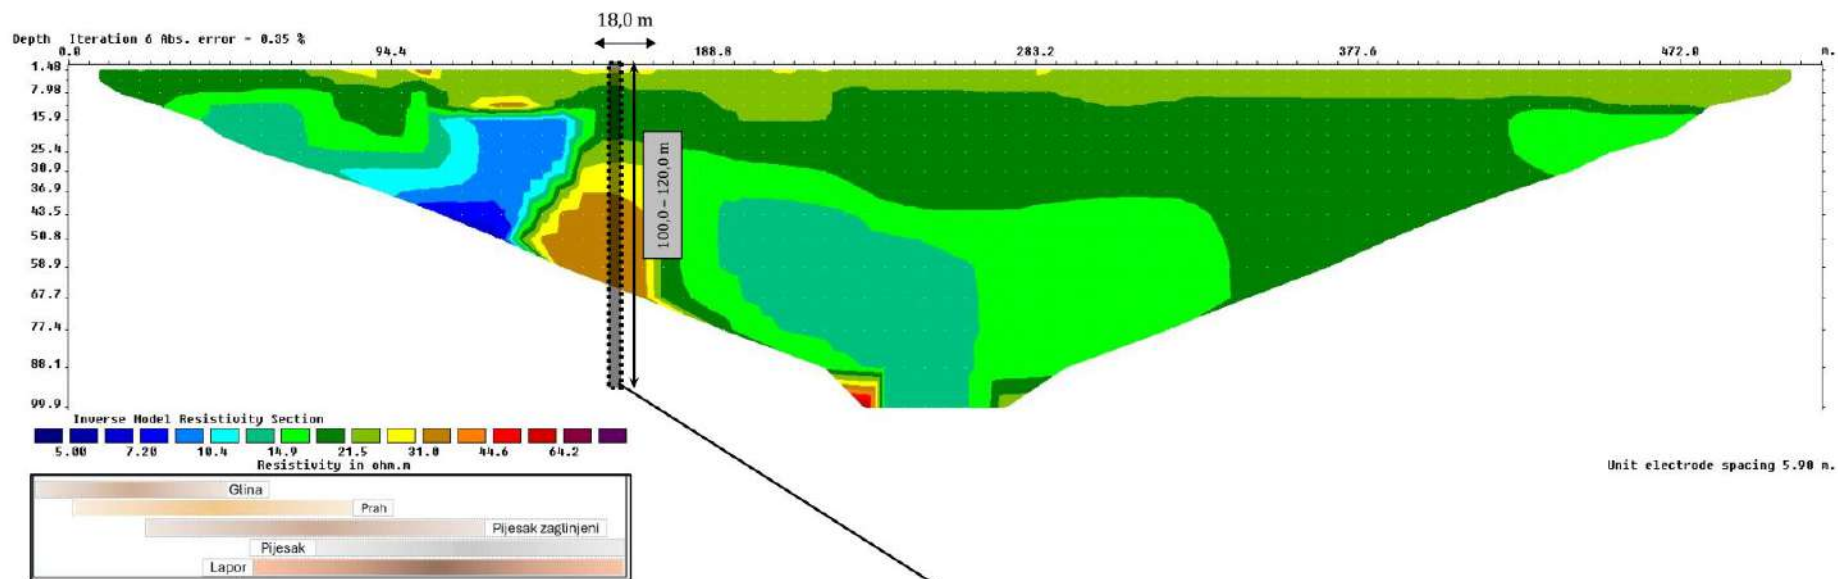 18,0 m
Depth Iteration 6 Abs. error = 0.35 %
0.0 94.4 188.8 283.2 377.6 472.0 m.
1.48
7.98
15.9
25.4
30.9
36.9
43.5
50.8
58.9
67.7
77.4
88.1
99.9
100,0 – 120,0 m
Inverse Model Resistivity Section
5.00 7.20 10.4 14.9 21.5 31.0 44.6 64.2
Resistivity in ohm.m
Unit electrode spacing 5.90 m.
Glina
Prah
Pijesak zaglinjeni
Pijesak
Lapor